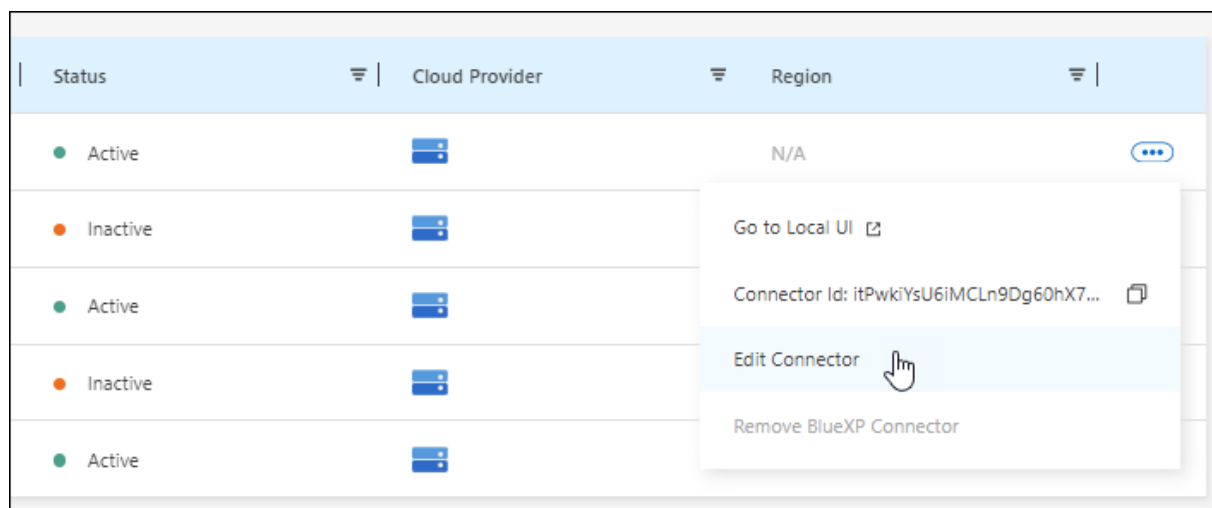 Status Cloud Provider Region
Active N/A
Inactive
Go to Local UI
Connector Id: itPwkiYsU6iMCLn9Dg60hX7...
Active
Edit Connector
Inactive
Remove BlueXP Connector
Active